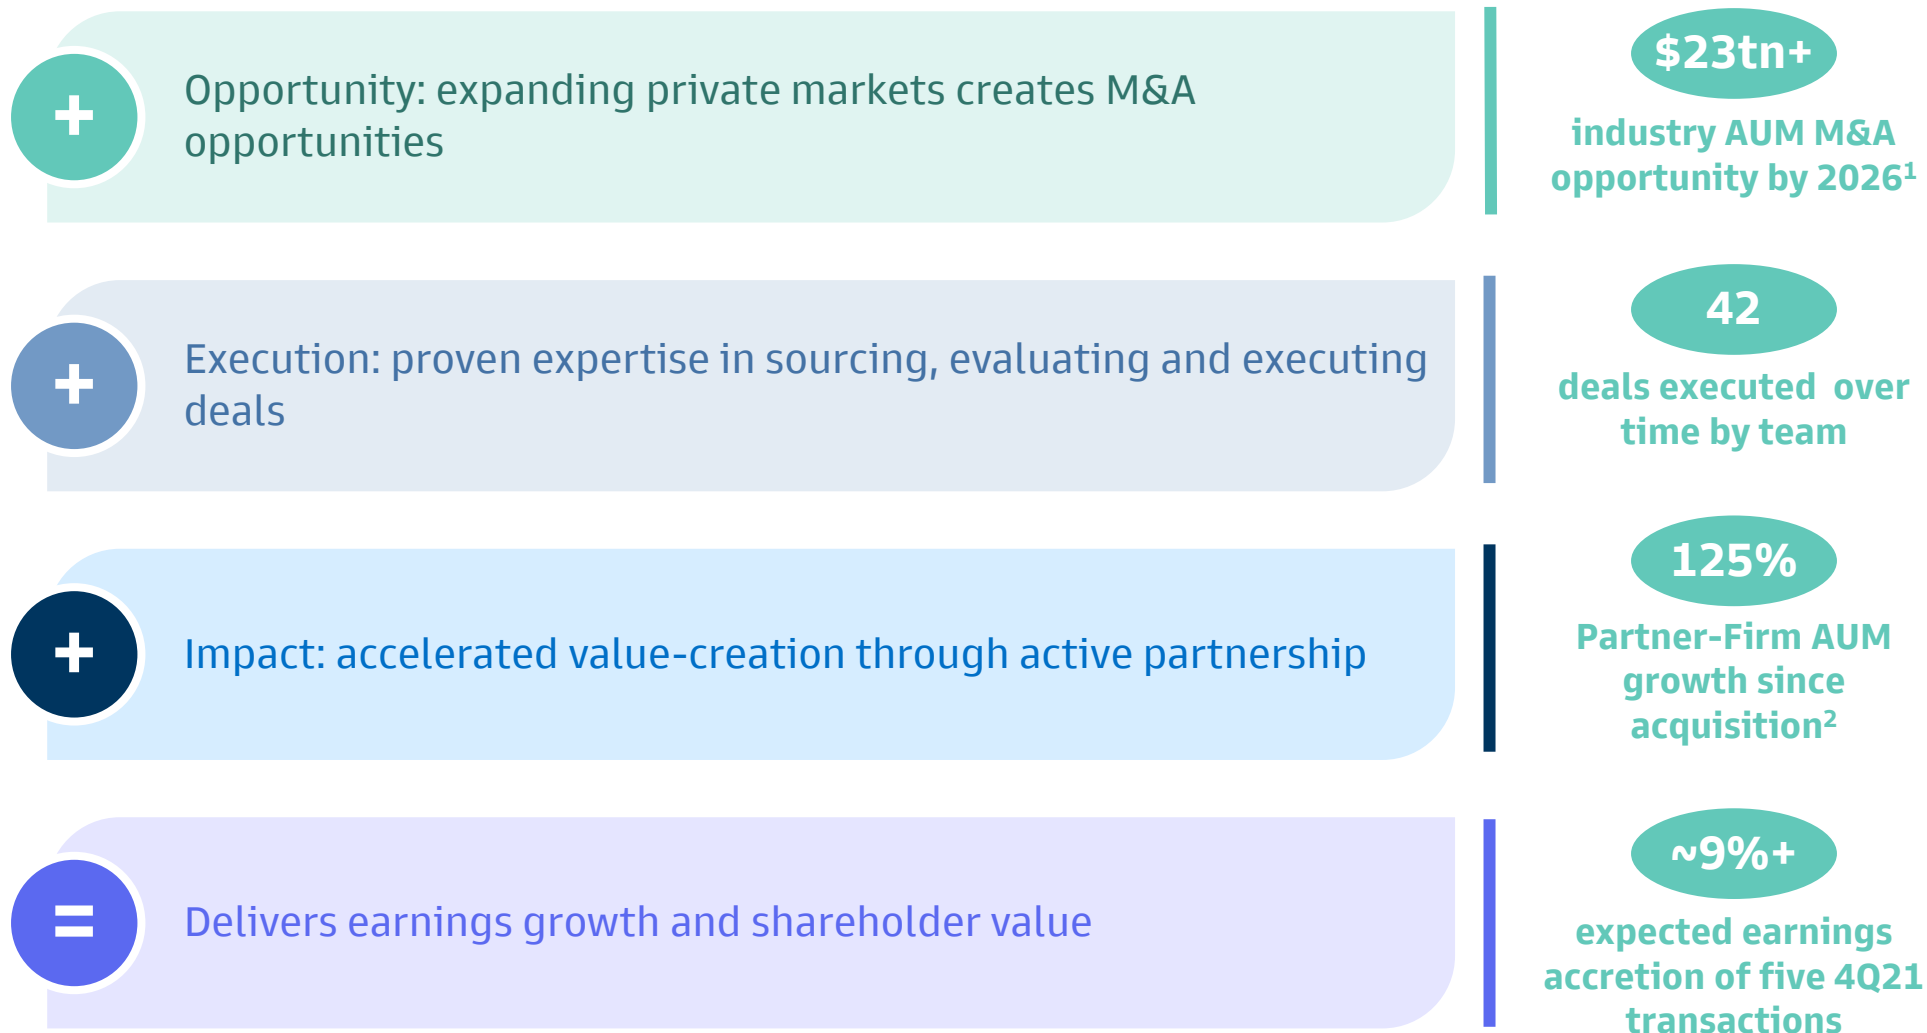 +
Opportunity: expanding private markets creates M&A
opportunities
$23tn+
industry AUM M&A
opportunity by 2026¹
+
Execution: proven expertise in sourcing, evaluating and executing
deals
42
deals executed  over
time by team
+
Impact: accelerated value-creation through active partnership
125%
Partner-Firm AUM
growth since
acquisition²
=
Delivers earnings growth and shareholder value
~9%+
expected earnings
accretion of five 4Q21
transactions